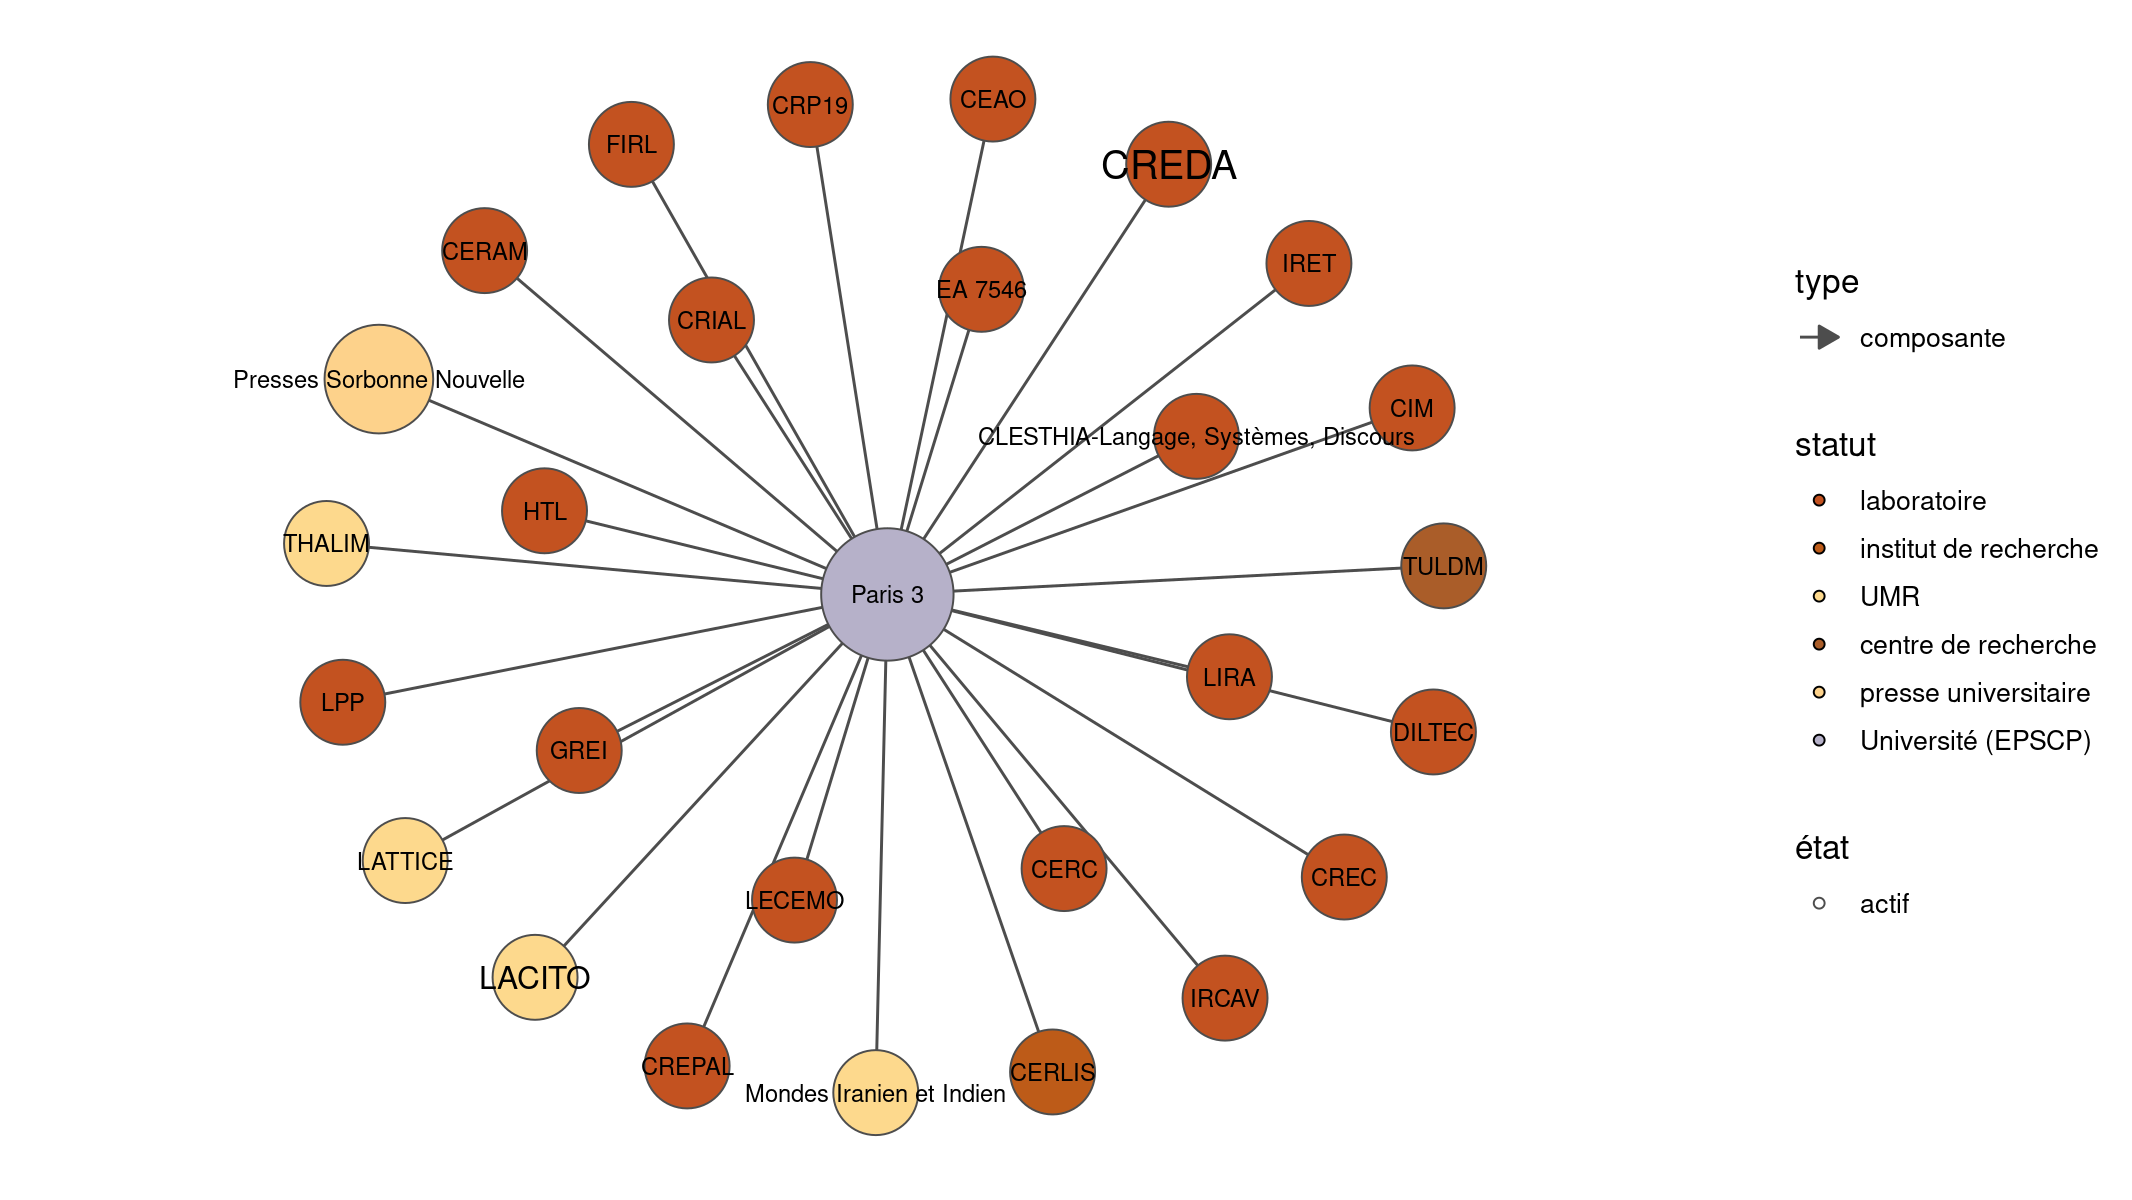 CRP19
CEAO
FIRL
CREDA
CERAM
IRET
EA 7546
CRIAL
Presses Sorbonne Nouvelle
CIM
CLESTHIA-Langage, Systèmes, Discours
HTL
THALIM
TULDM
Paris 3
LIRA
LPP
DILTEC
GREI
LATTICE
CERC
CREC
LECEMO
LACITO
IRCAV
CREPAL
CERLIS
Mondes Iranien et Indien
type
composante
statut
laboratoire
institut de recherche
UMR
centre de recherche
presse universitaire
Université (EPSCP)
état
actif